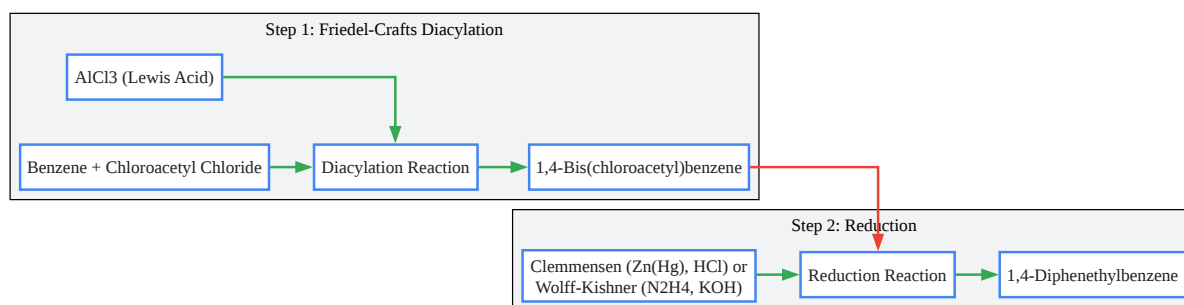 Step 1: Friedel-Crafts Diacylation
AlCl3 (Lewis Acid)
Benzene + Chloroacetyl Chloride
Diacylation Reaction
1,4-Bis(chloroacetyl)benzene
Step 2: Reduction
Clemmensen (Zn(Hg), HCl) or
Wolff-Kishner (N2H4, KOH)
Reduction Reaction
1,4-Diphenethylbenzene